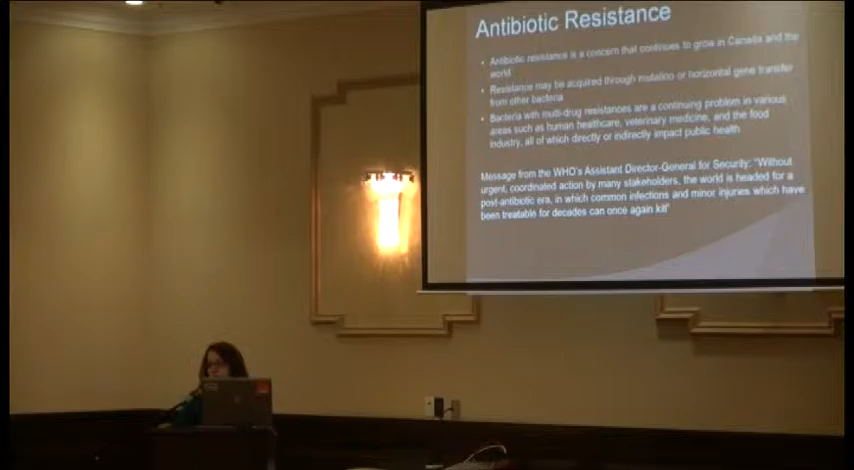 Antibiotic Resistance
• Antibiotic resistance is a concern that continues to grow in Canada and the
world
• Resistance may be acquired through mutation or horizontal gene transfer
from other bacteria
• Bacteria with multi-drug resistances are a continuing problem in various
areas such as human healthcare, veterinary medicine, and the food
industry, all of which directly or indirectly impact public health
Message from the WHO's Assistant Director-General for Security: "Without
urgent, coordinated action by many stakeholders, the world is headed for a
post-antibiotic era, in which common infections and minor injuries which have
been treatable for decades can once again kill"